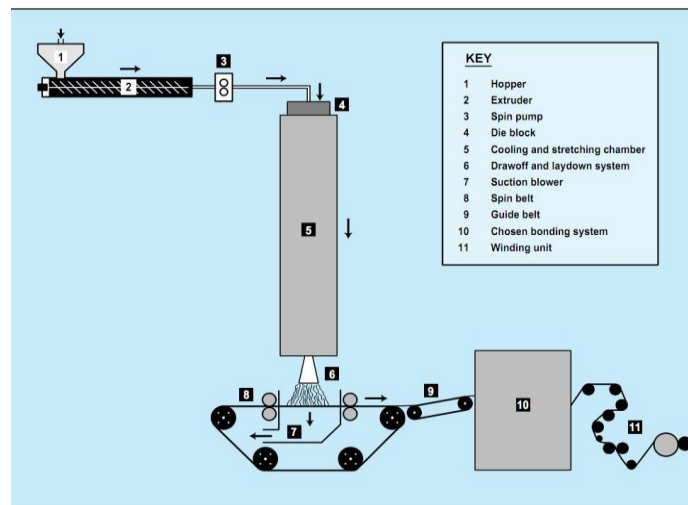 1
2
3
4
5
6
7
8
9
10
11
KEY
1 Hopper
2 Extruder
3 Spin pump
4 Die block
5 Cooling and stretching chamber
6 Drawoff and laydown system
7 Suction blower
8 Spin belt
9 Guide belt
10 Chosen bonding system
11 Winding unit